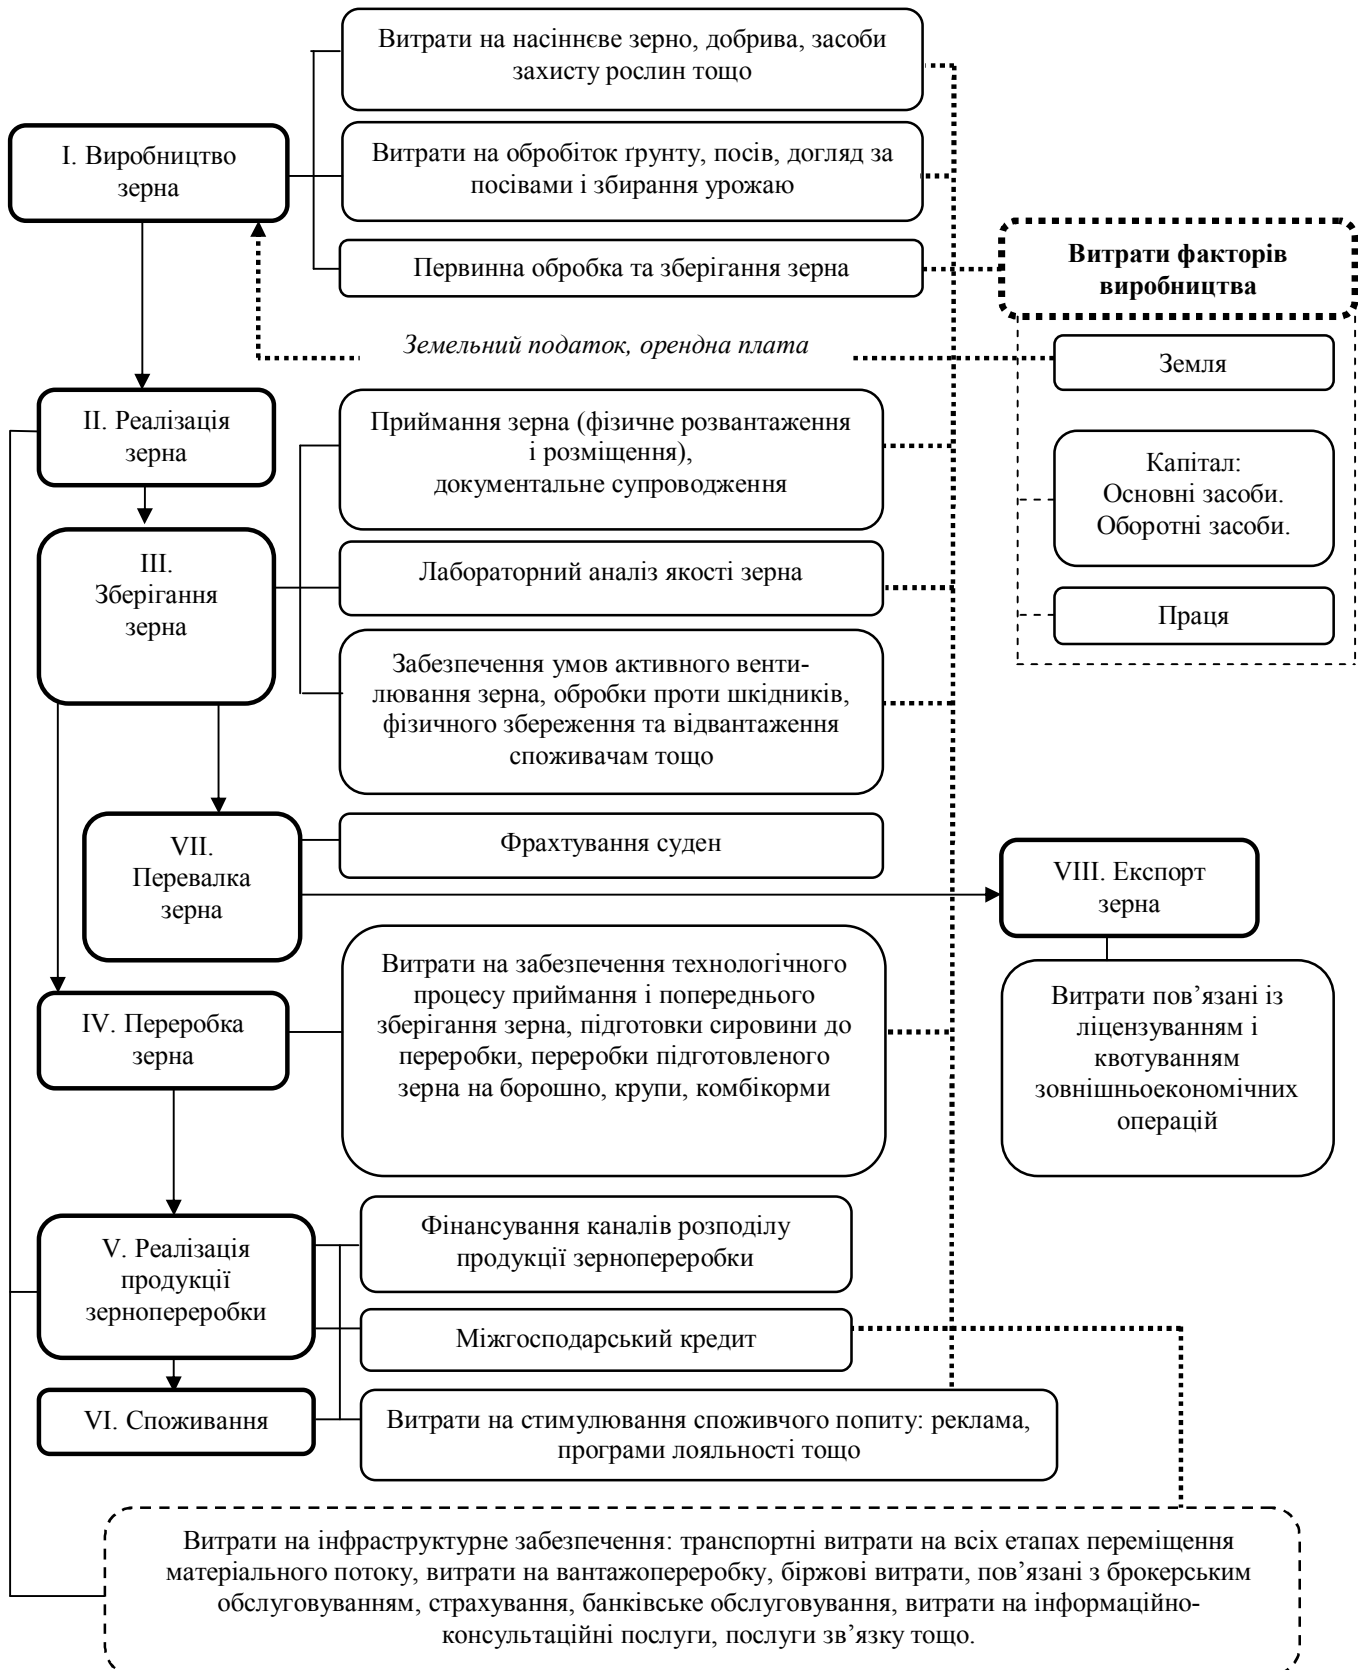 Витрати на насіннєве зерно, добрива, засоби
захисту рослин тощо
І. Виробництво
зерна
Витрати на обробіток ґрунту, посів, догляд за
посівами і збирання урожаю
Первинна обробка та зберігання зерна
Витрати факторів
виробництва
Земельний податок, орендна плата
Земля
ІІ. Реалізація
зерна
Приймання зерна (фізичне розвантаження
і розміщення),
документальне супроводження
Капітал:
Основні засоби.
Оборотні засоби.
ІІІ.
Зберігання
зерна
Лабораторний аналіз якості зерна
Праця
Забезпечення умов активного венти-
лювання зерна, обробки проти шкідників,
фізичного збереження та відвантаження
споживачам тощо
VII.
Перевалка
зерна
Фрахтування суден
VIII. Експорт
зерна
Витрати на забезпечення технологічного
процесу приймання і попереднього
зберігання зерна, підготовки сировини до
переробки, переробки підготовленого
зерна на борошно, крупи, комбікорми
IV. Переробка
зерна
Витрати пов’язані із
ліцензуванням і
квотуванням
зовнішньоекономічних
операцій
V. Реалізація
продукції
зернопереробки
Фінансування каналів розподілу
продукції зернопереробки
Міжгосподарський кредит
VI. Споживання
Витрати на стимулювання споживчого попиту: реклама,
програми лояльності тощо
Витрати на інфраструктурне забезпечення: транспортні витрати на всіх етапах переміщення
матеріального потоку, витрати на вантажопереробку, біржові витрати, пов’язані з брокерським
обслуговуванням, страхування, банківське обслуговування, витрати на інформаційно-
консультаційні послуги, послуги зв’язку тощо.